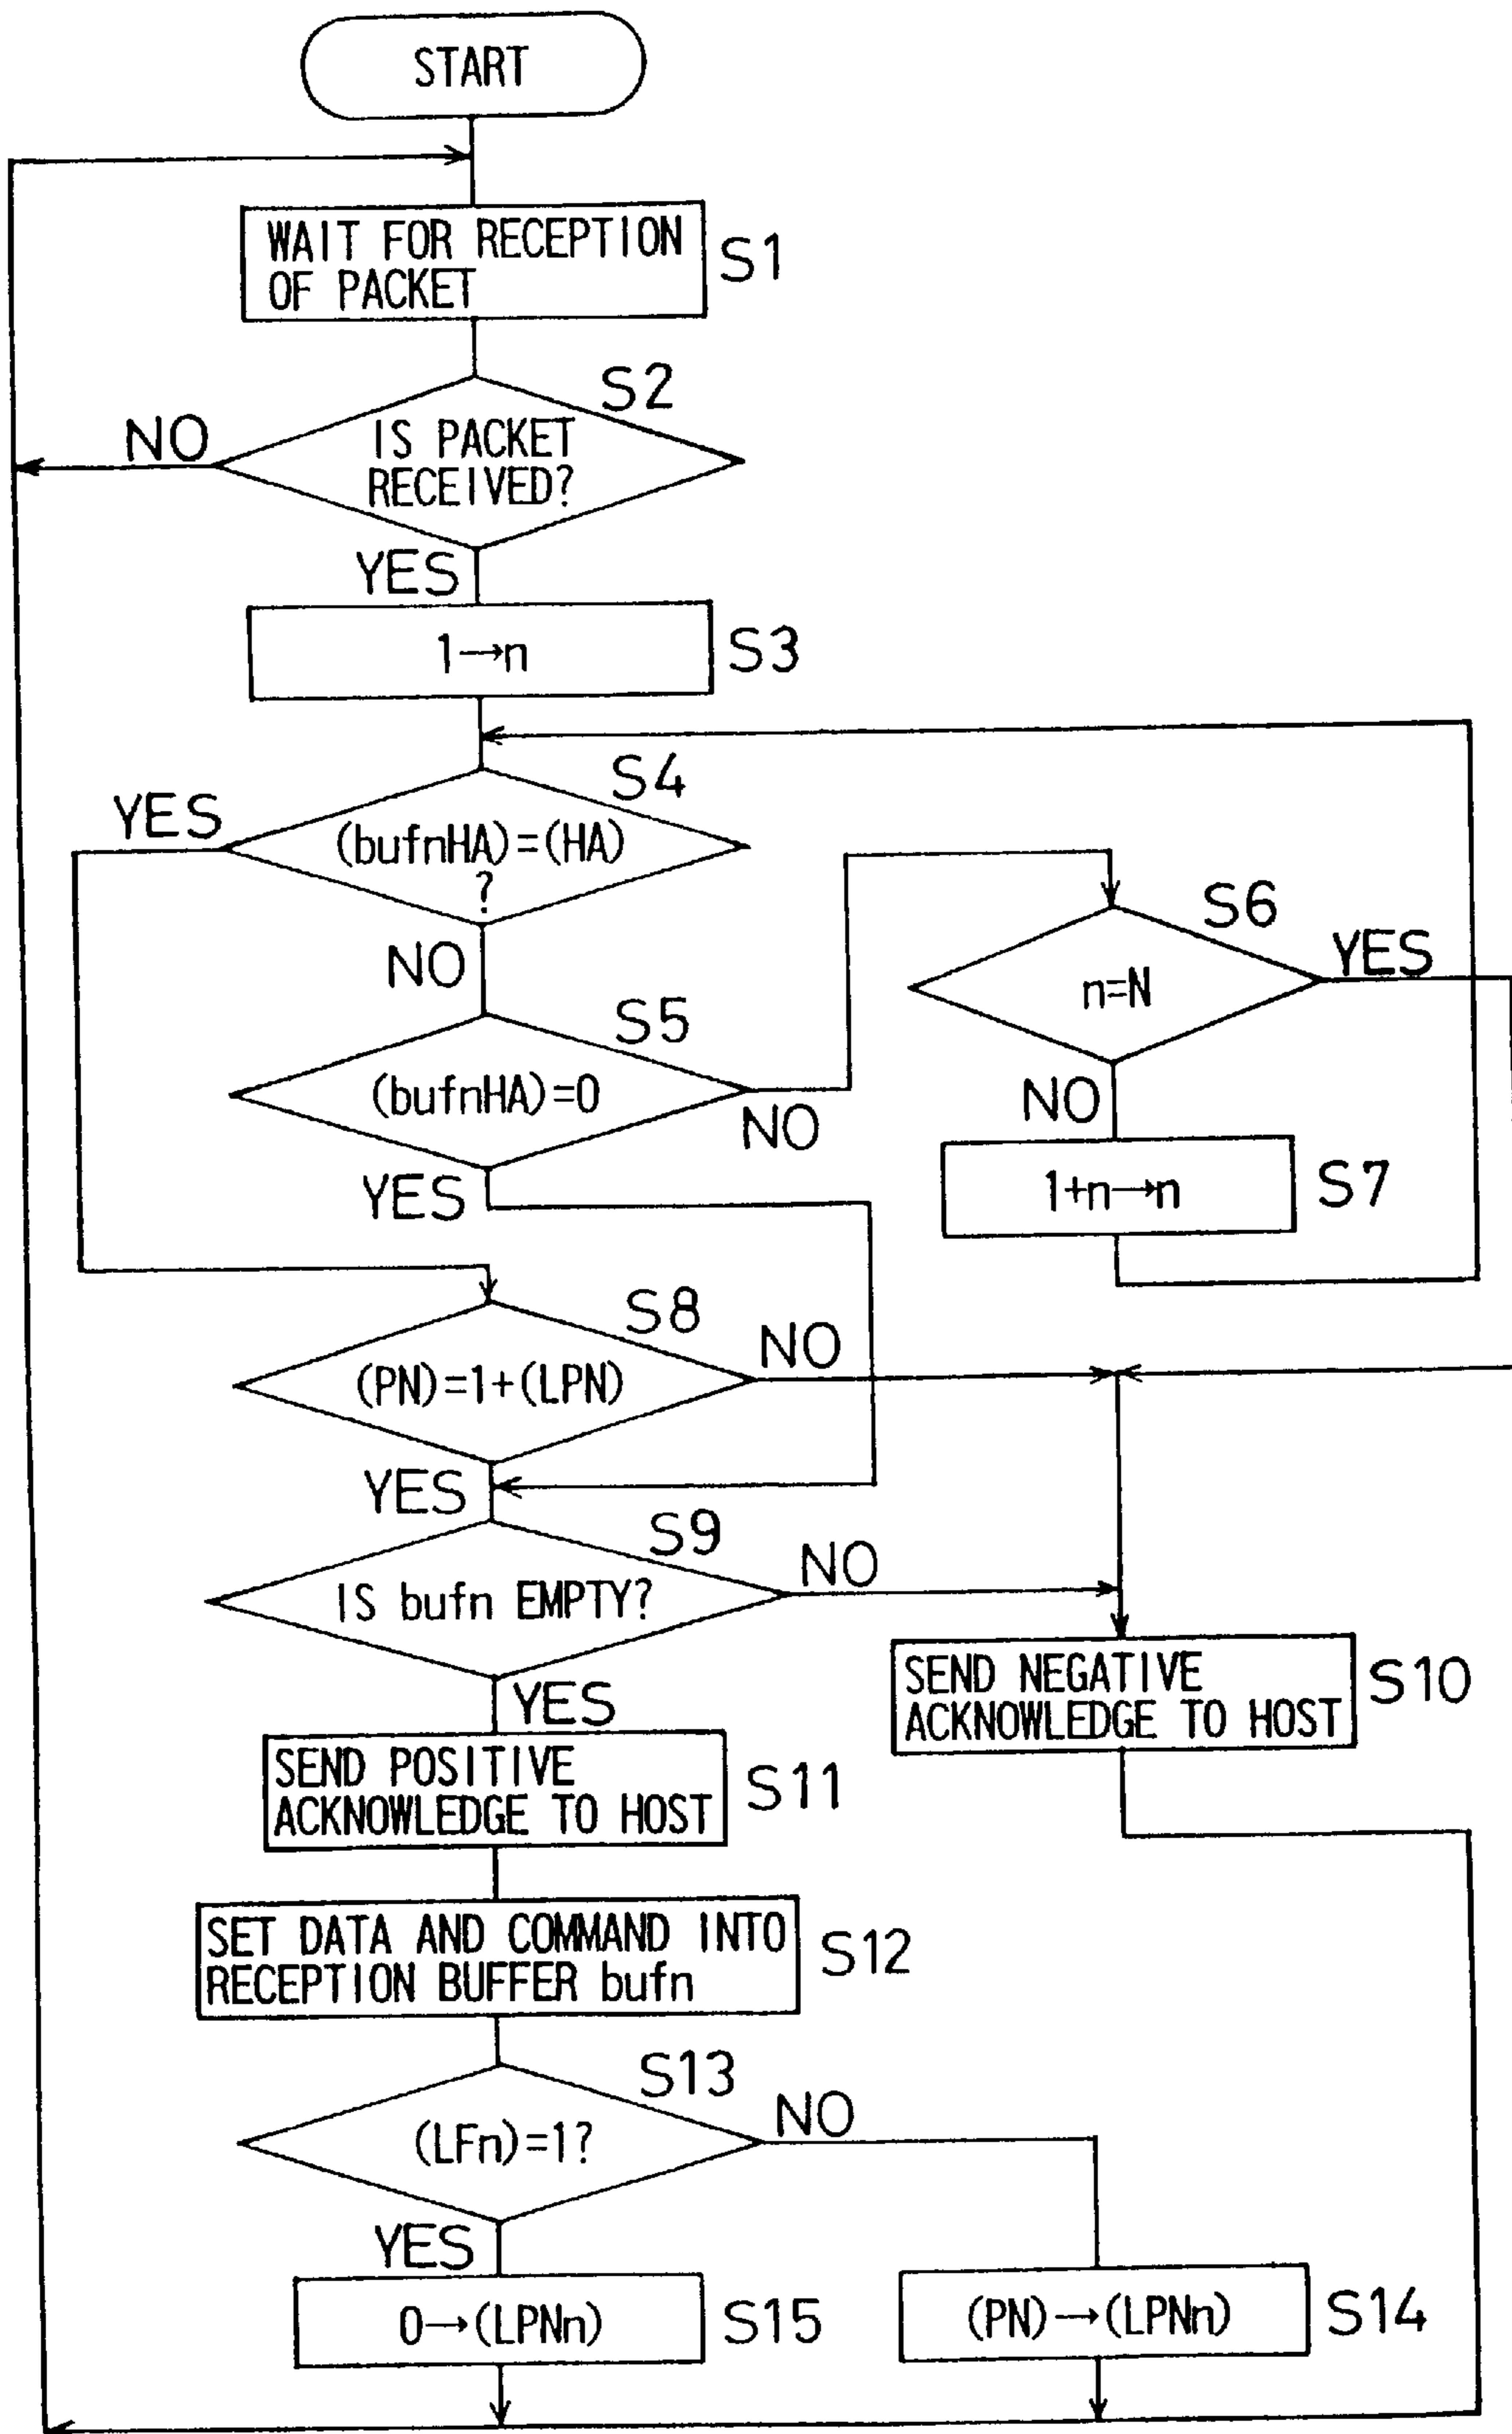 START
WAIT FOR RECEPTION
OF PACKET
S1
S2
NO
IS PACKET
RECEIVED?
YES
1→n
S3
S4
YES
(bufnHA)=(HA)
?
NO
S6
YES
n=N
NO
S5
(bufnHA)=0
NO
YES
1+n→n
S7
S8
(PN)=1+(LPN)
NO
YES
S9
IS bufn EMPTY?
NO
YES
SEND NEGATIVE
ACKNOWLEDGE TO HOST
S10
SEND POSITIVE
ACKNOWLEDGE TO HOST
S11
SET DATA AND COMMAND INTO
RECEPTION BUFFER bufn
S12
S13
(LFn)=1?
NO
YES
0→(LPNn)
S15
(PN)→(LPNn)
S14